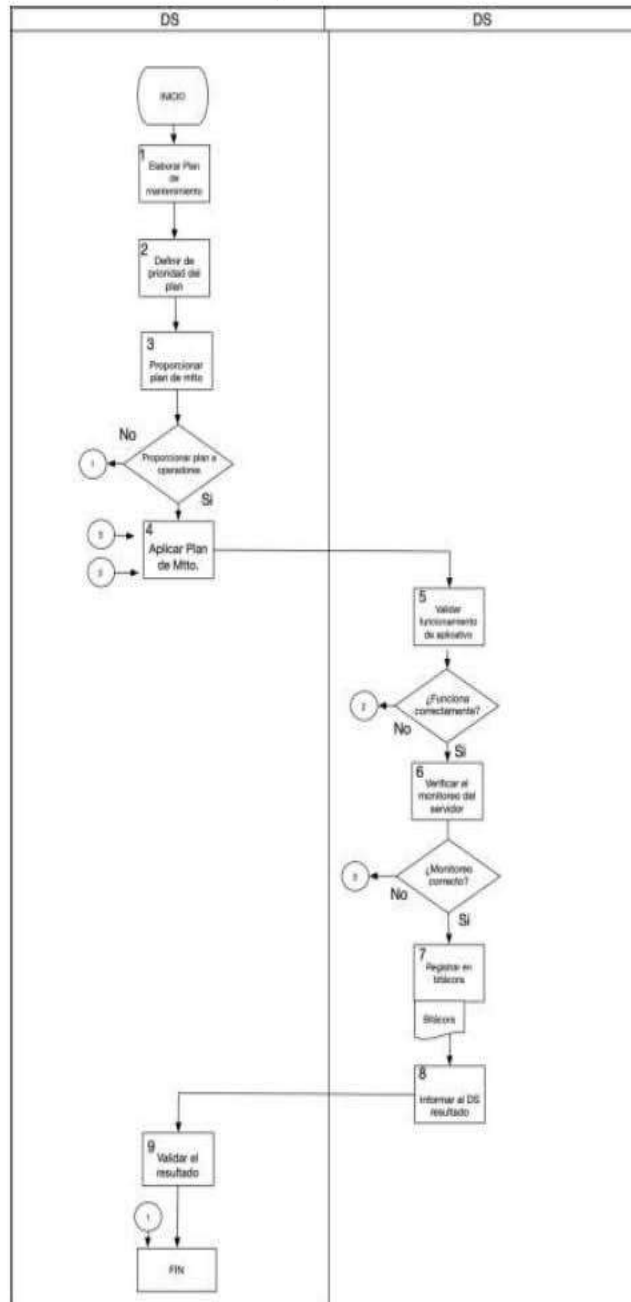 DS
DS
INICIO
1
Elaborar Plan
de
mantenimiento
2
Definir de
prioridad del
plan
3
Proporcionar
plan de mtto
No
Proporcionar plan a
operadores
1
Si
4
Aplicar Plan
de Mtto.
5
Validar
funcionamiento
de aplicativo
¿Funciona
correctamente?
2
No
Si
6
Verificar el
monitoreo del
servidor
¿Monitoreo
correcto?
No
Si
7
Registrar en
bitácora
Bitácora
8
Informar al DS
resultado
9
Validar el
resultado
1
FIN